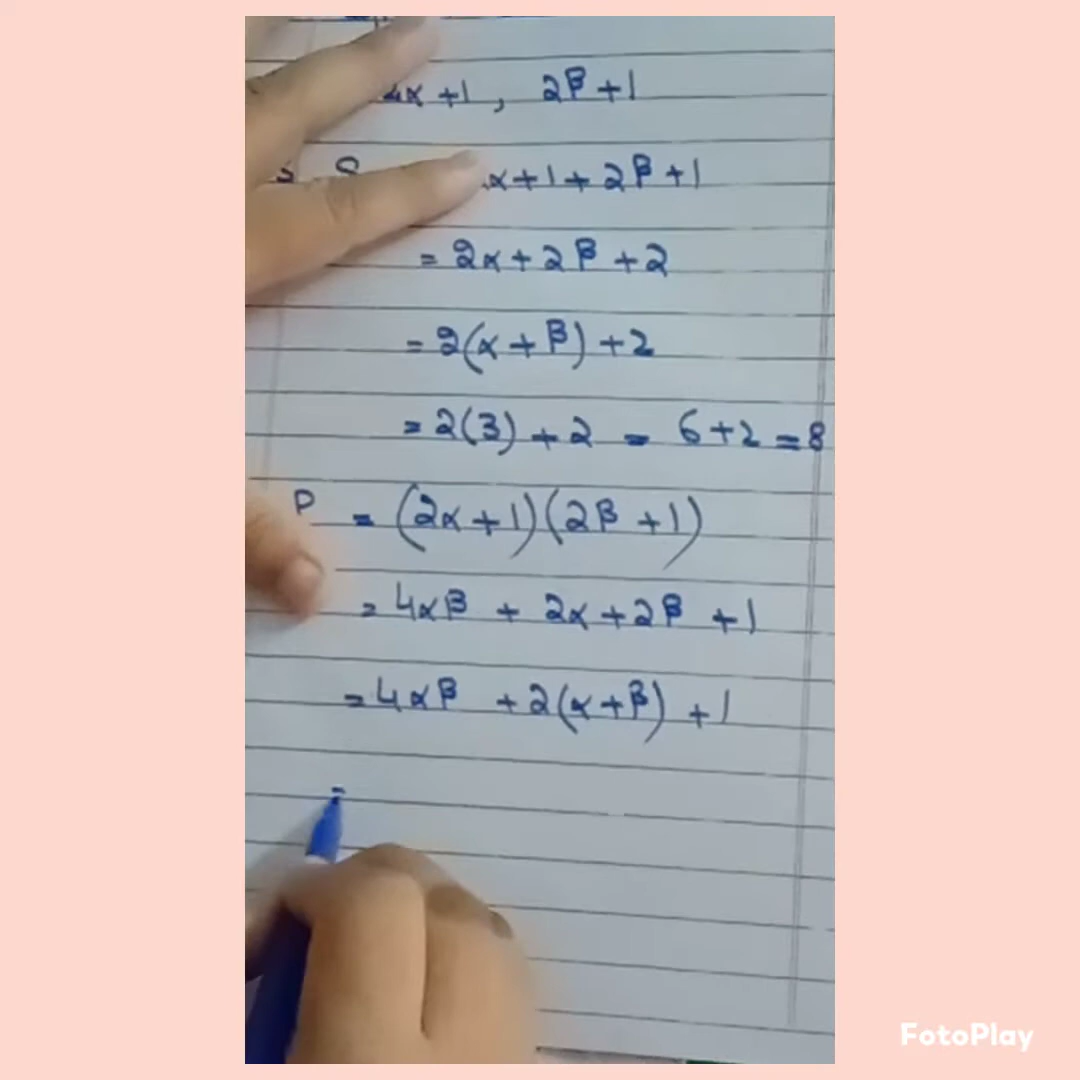 2α + 1 , 2β + 1
S α + 1 + 2β + 1
= 2α + 2β + 2
= 2(α + β) + 2
= 2(3) + 2 = 6 + 2 = 8
P = (2α + 1)(2β + 1)
= 4αβ + 2α + 2β + 1
= 4αβ + 2(α + β) + 1
=
FotoPlay